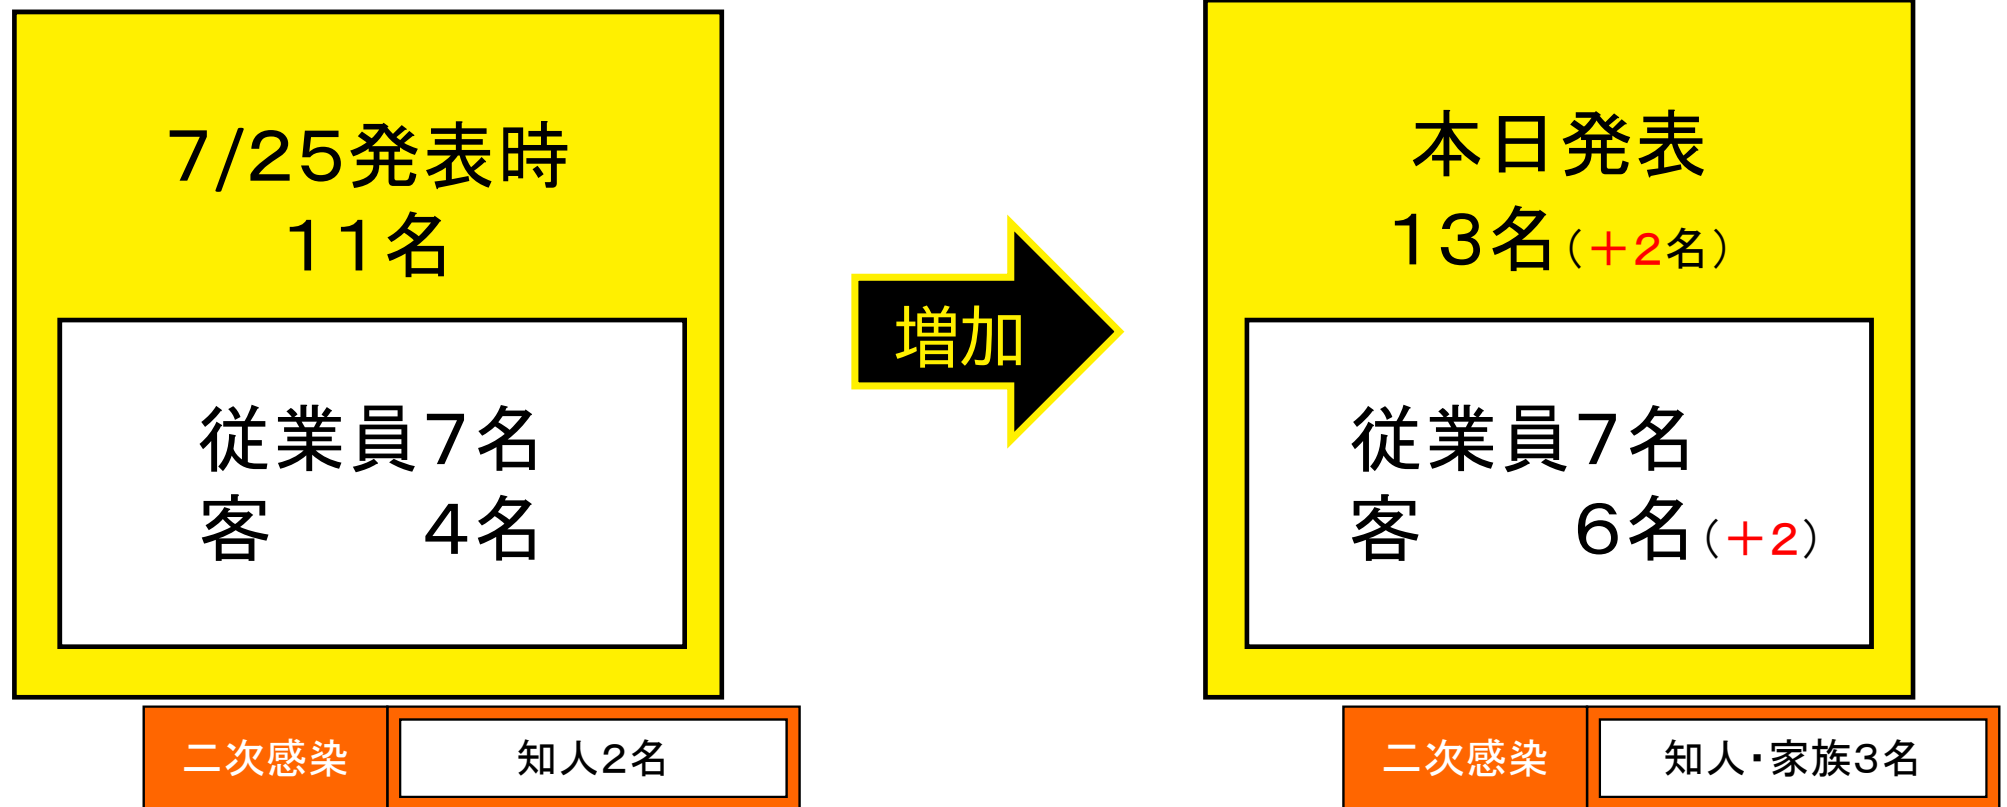 7/25発表時
11名
従業員7名
客　　4名
二次感染
知人2名
増加
本日発表
13名(+2名)
従業員7名
客　　6名(+2)
二次感染
知人・家族3名